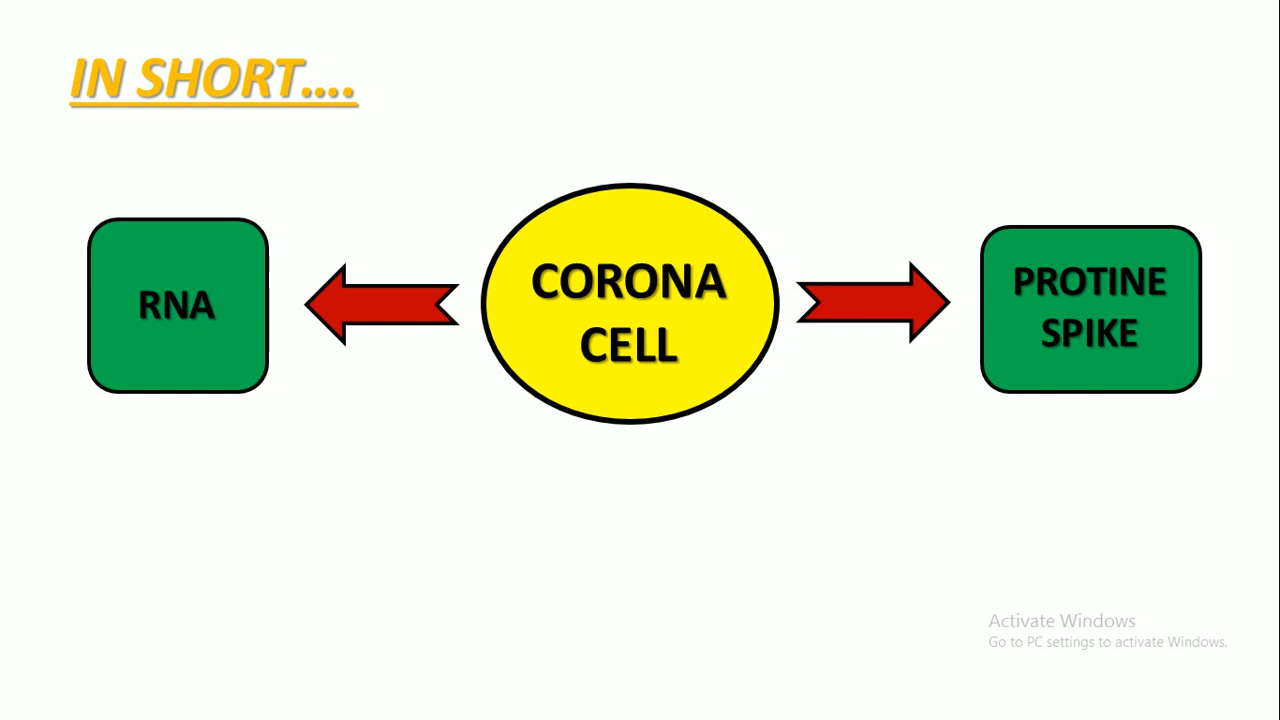 IN SHORT....
RNA
CORONA
CELL
PROTINE
SPIKE
Activate Windows
Go to PC settings to activate Windows.